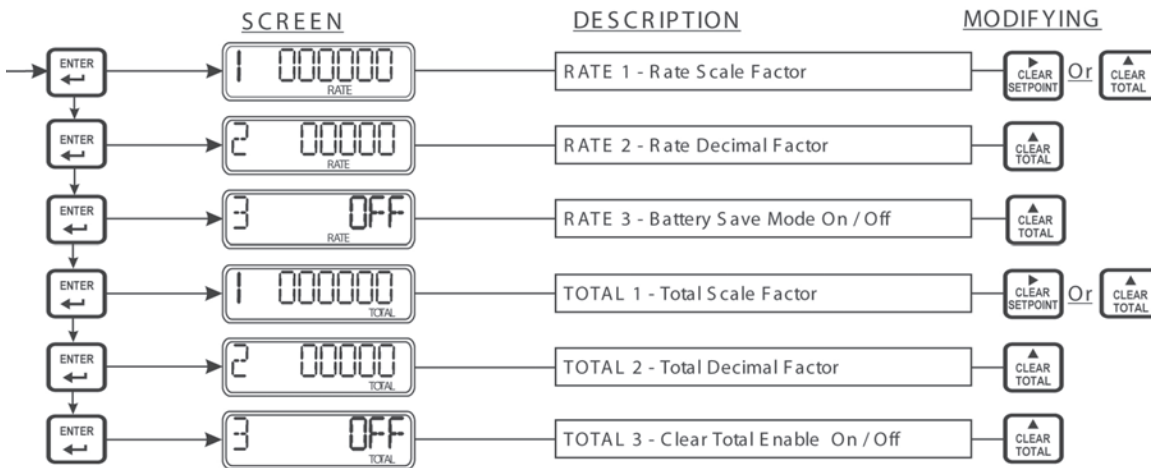 SCREEN DESCRIPTION MODIFYING
ENTER 1 000000 RATE RATE 1 - Rate Scale Factor CLEAR SETPOINT Or CLEAR TOTAL
ENTER 2 00000 RATE RATE 2 - Rate Decimal Factor CLEAR TOTAL
ENTER 3 OFF RATE RATE 3 - Battery Save Mode On / Off CLEAR TOTAL
ENTER 1 000000 TOTAL TOTAL 1 - Total Scale Factor CLEAR SETPOINT Or CLEAR TOTAL
ENTER 2 00000 TOTAL TOTAL 2 - Total Decimal Factor CLEAR TOTAL
ENTER 3 OFF TOTAL TOTAL 3 - Clear Total Enable On / Off CLEAR TOTAL